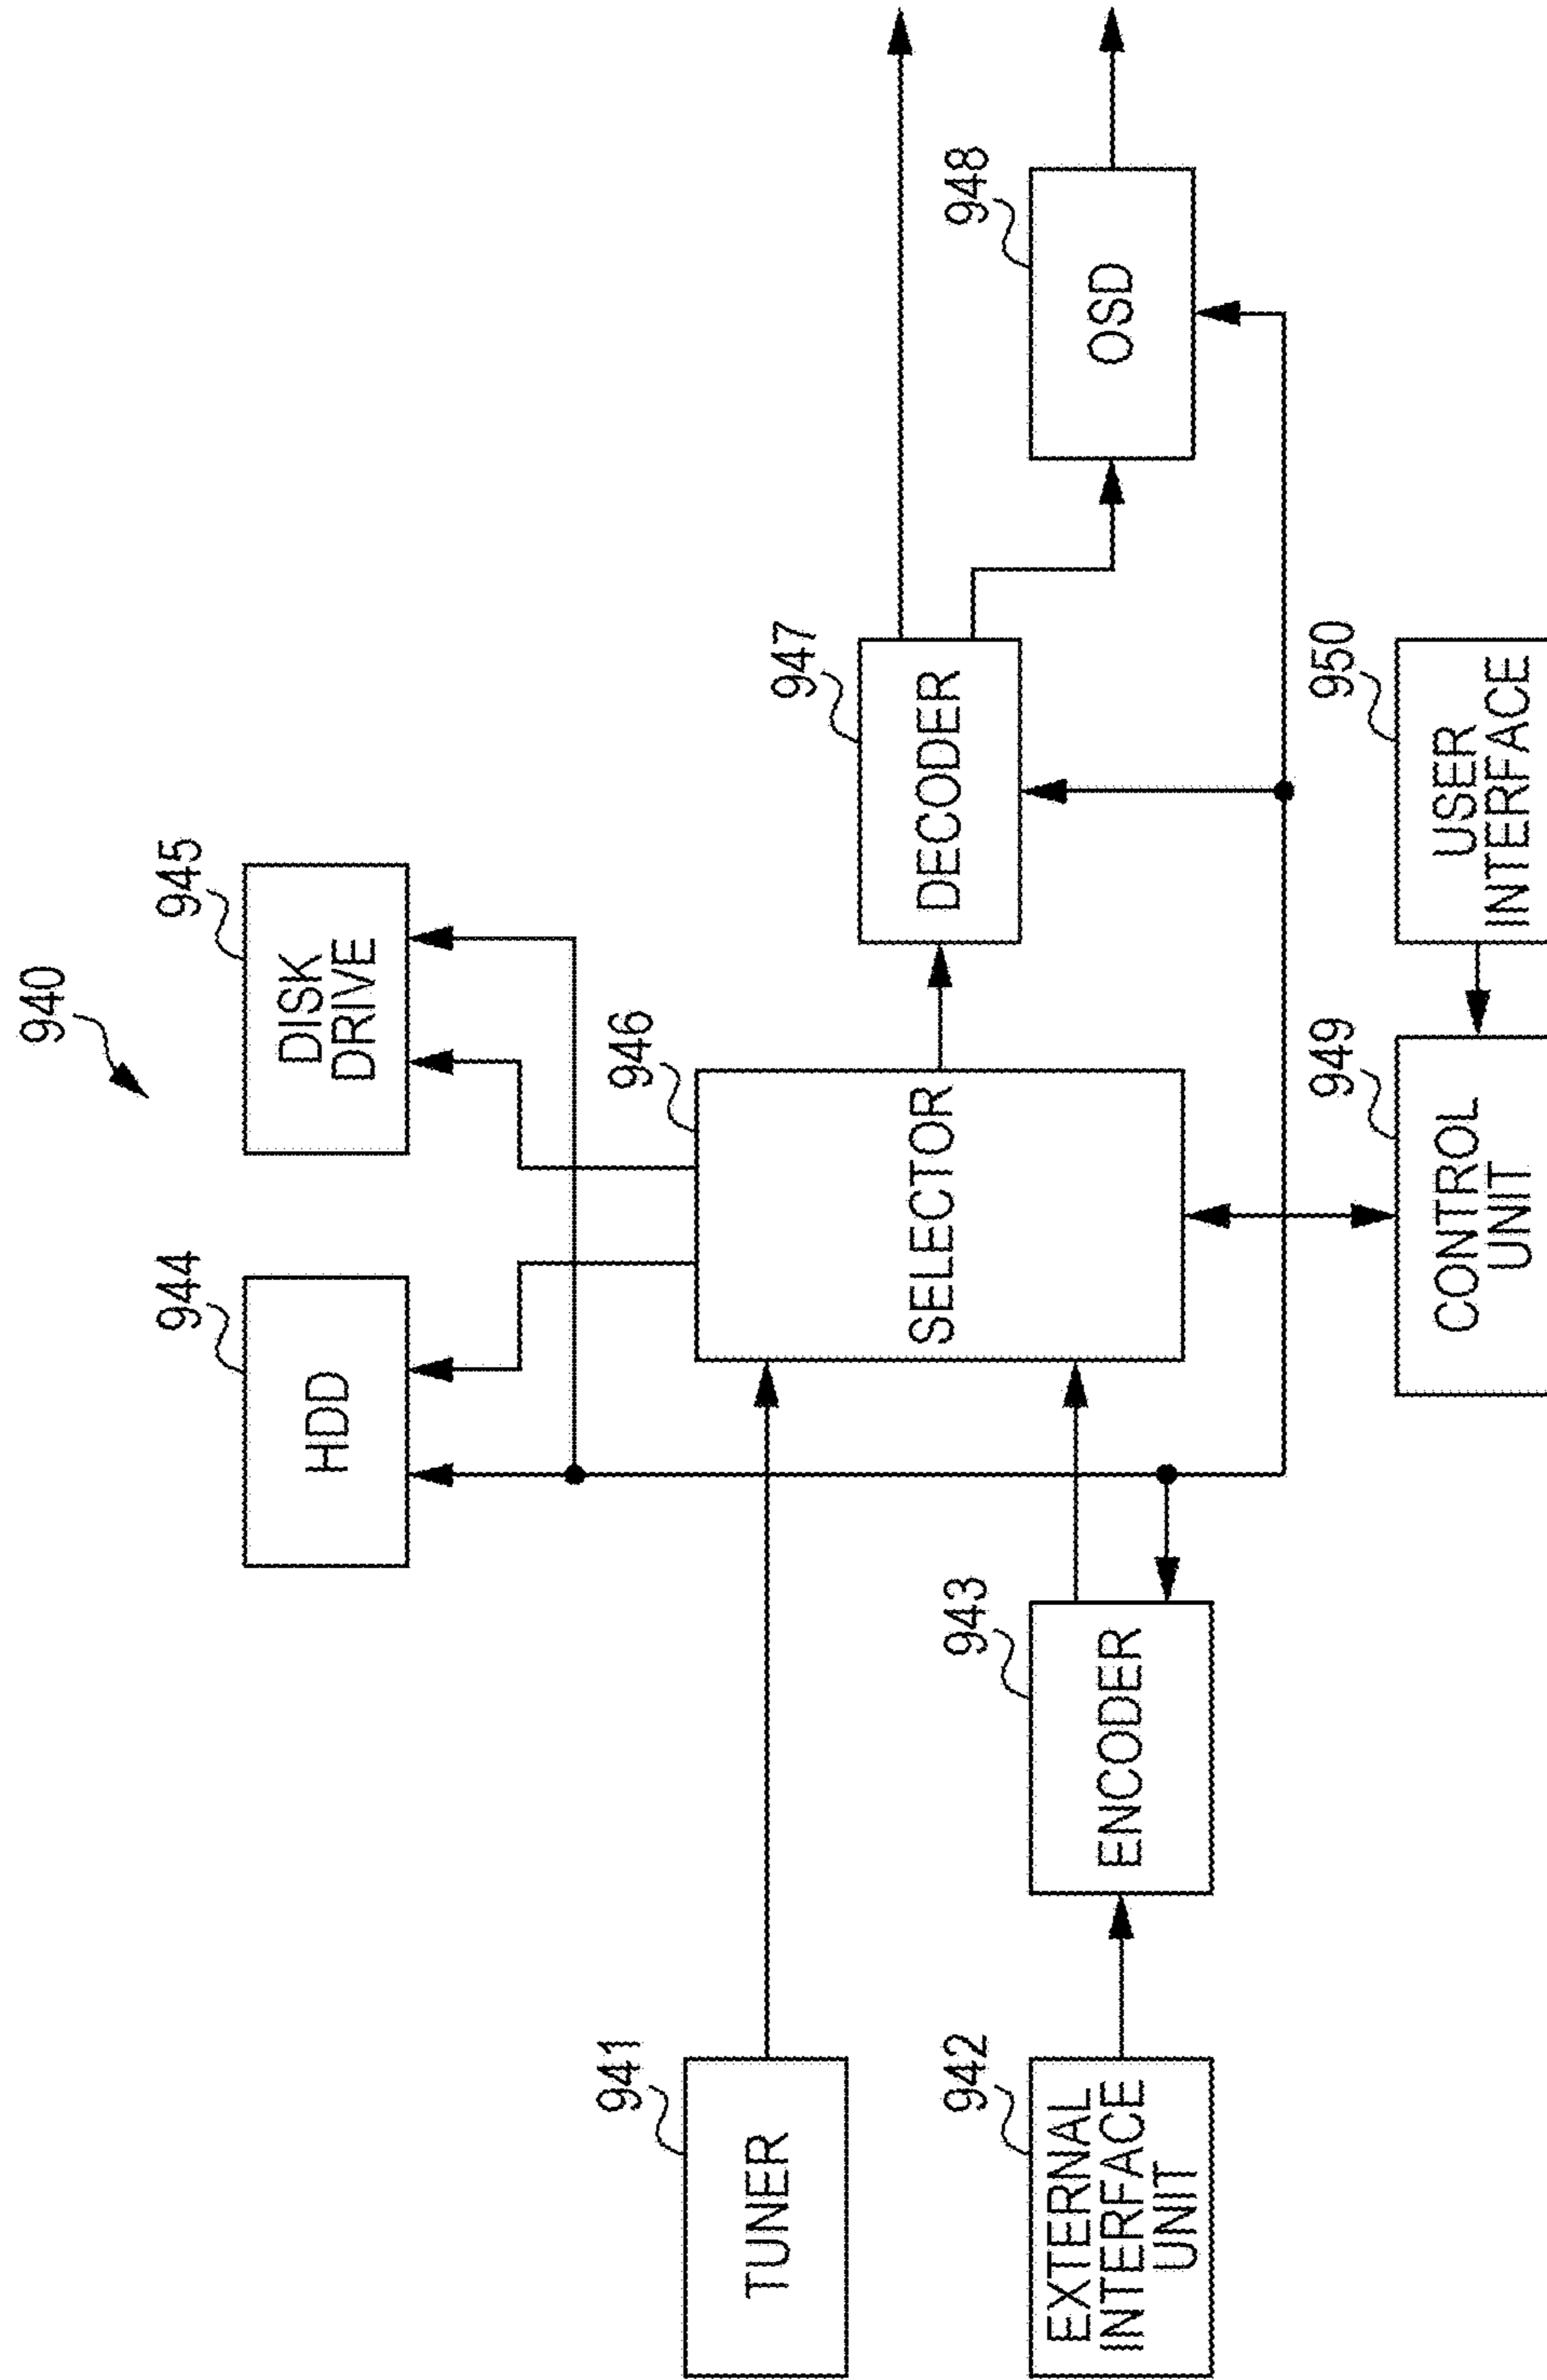 940
944
HDD
945
DISK
DRIVE
941
TUNER
946
SELECTOR
947
DECODER
942
EXTERNAL
INTERFACE
UNIT
943
ENCODER
948
OSD
949
CONTROL
UNIT
950
USER
INTERFACE